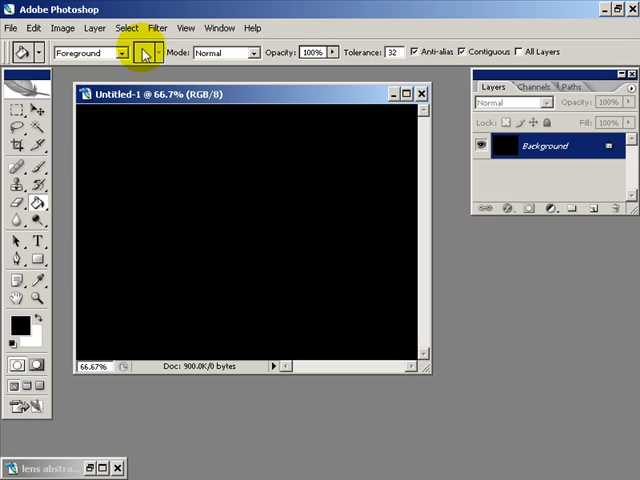 Adobe Photoshop
File Edit Image Layer Select Filter View Window Help
Foreground Mode: Normal Opacity: 100% Tolerance: 32 Anti-alias Contiguous All Layers
Untitled-1 @ 66.7% (RGB/8)
Layers Channels Paths
Normal Opacity: 100%
Lock: Fill: 100%
Background
T
66.67% Doc: 900.0K/0 bytes
lens abstra...